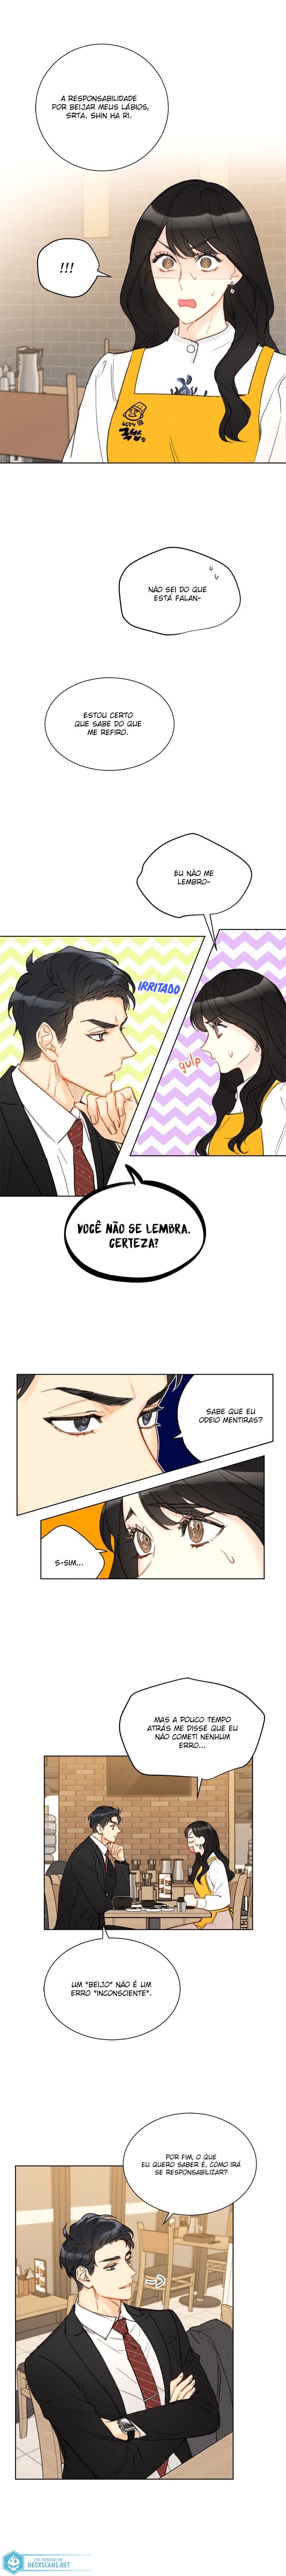 A RESPONSABILIDADE
POR BEIJAR MEUS LÁBIOS,
SRTA. SHIN HA RI.
!!!
NÃO SEI DO QUE
ESTÁ FALAN-
ESTOU CERTO
QUE SABE DO QUE
ME REFIRO.
EU NÃO ME
LEMBRO-
IRRITADO
gulp
VOCÊ NÃO SE LEMBRA.
CERTEZA?
SABE QUE EU
ODEIO MENTIRAS?
S-SIM...
MAS A POUCO TEMPO
ATRÁS ME DISSE QUE EU
NÃO COMETI NENHUM
ERRO...
UM "BEIJO" NÃO É UM
ERRO "INCONSCIENTE".
POR FIM, O QUE
EU QUERO SABER É, COMO IRÁ
SE RESPONSABILIZAR?
LEIA PRIMEIRO EM:
NEOXSCANS.NET